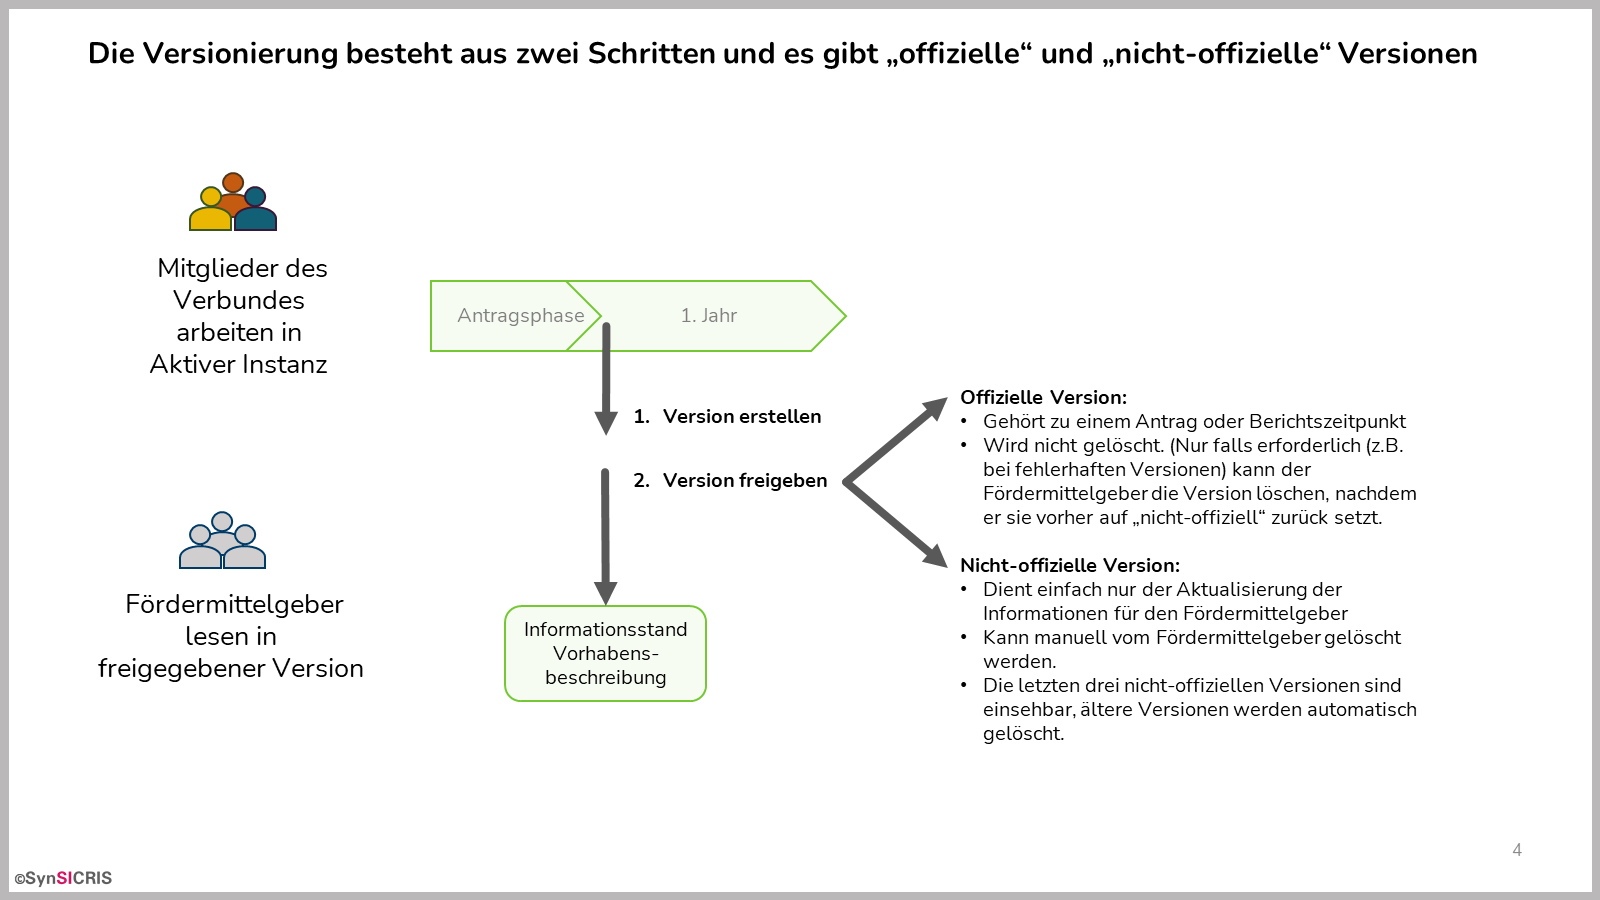 Die Versionierung besteht aus zwei Schritten und es gibt „offizielle“ und „nicht-offizielle“ Versionen
Mitglieder des
Verbundes
arbeiten in
Aktiver Instanz
Antragsphase
1. Jahr
1. Version erstellen
2. Version freigeben
Offizielle Version:
• Gehört zu einem Antrag oder Berichtszeitpunkt
• Wird nicht gelöscht. (Nur falls erforderlich (z.B.
bei fehlerhaften Versionen) kann der
Fördermittelgeber die Version löschen, nachdem
er sie vorher auf „nicht-offiziell“ zurück setzt.
Nicht-offizielle Version:
• Dient einfach nur der Aktualisierung der
Informationen für den Fördermittelgeber
• Kann manuell vom Fördermittelgeber gelöscht
werden.
• Die letzten drei nicht-offiziellen Versionen sind
einsehbar, ältere Versionen werden automatisch
gelöscht.
Fördermittelgeber
lesen in
freigegebener Version
Informationsstand
Vorhabens-
beschreibung
4
©SynSICRIS